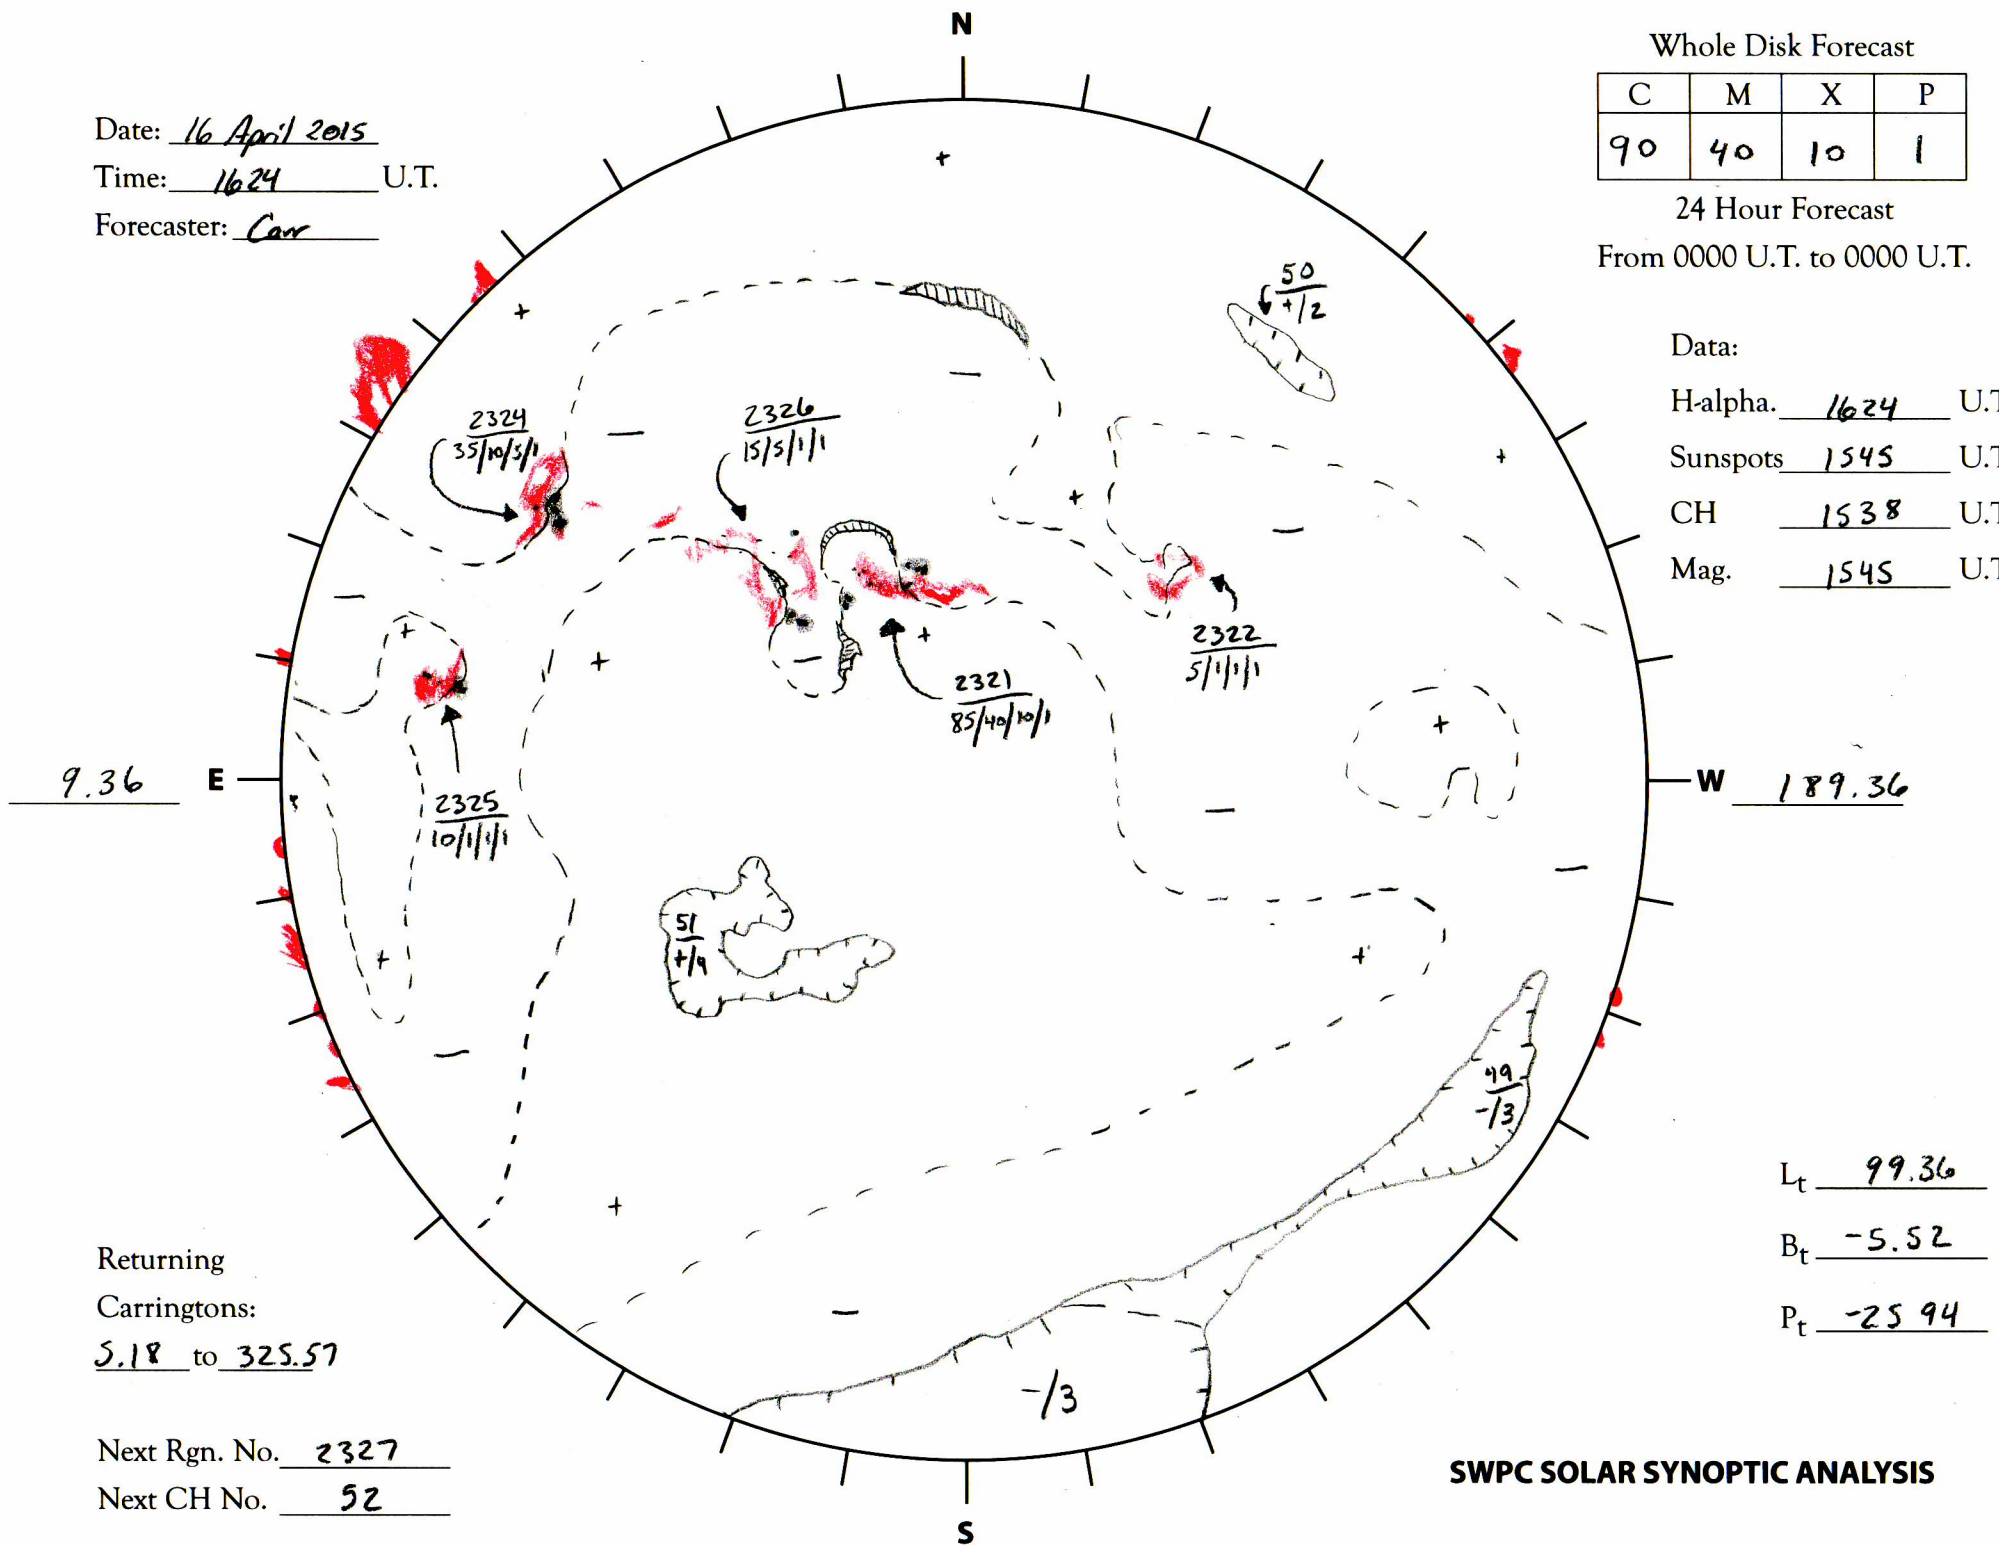 N
Whole Disk Forecast
C M X P
90 40 10 1
24 Hour Forecast
From 0000 U.T. to 0000 U.T.
Date: 16 April 2015
Time: 1624 U.T.
Forecaster: Carr
50
+/2
Data:
H-alpha. 1624 U.T
Sunspots 1545 U.T
CH 1538 U.T
Mag. 1545 U.T
2324
35/10/5/1
2326
15/5/1/1
2322
5/1/1/1
2321
85/40/10/1
9.36 E
W 189.36
2325
10/1/1/1
51
+/9
49
-/3
Lt 99.36
Bt -5.52
Pt -25 94
Returning
Carringtons:
5.18 to 325.57
-/3
Next Rgn. No. 2327
Next CH No. 52
SWPC SOLAR SYNOPTIC ANALYSIS
S